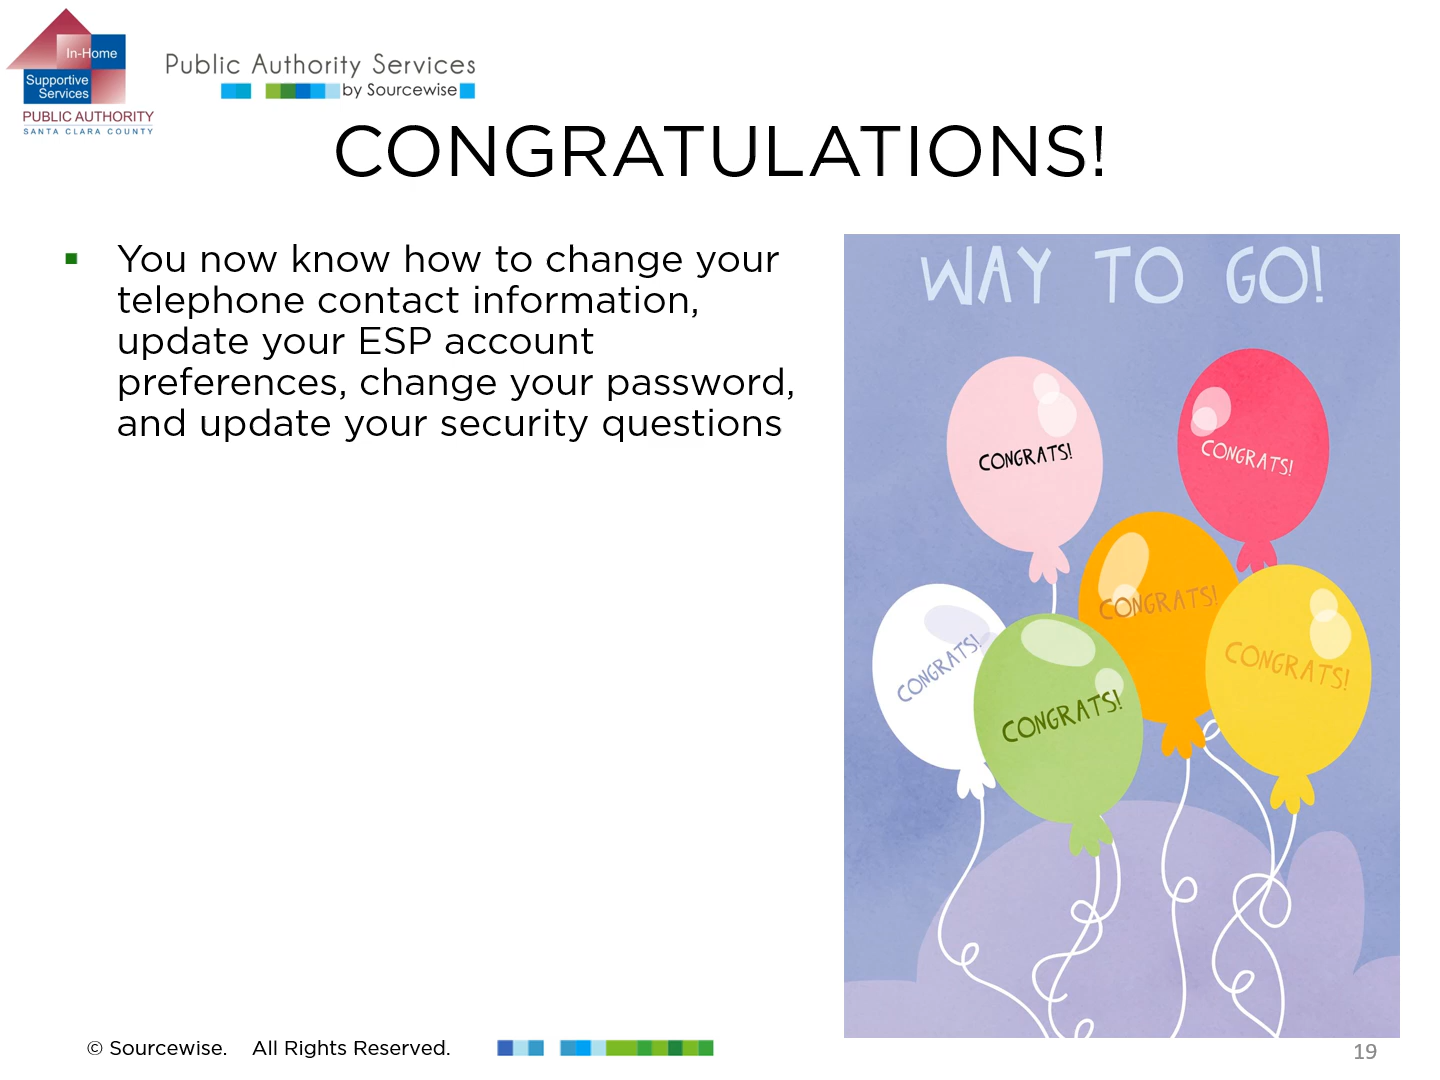 In-Home
Supportive
Services
PUBLIC AUTHORITY
SANTA CLARA COUNTY
Public Authority Services
by Sourcewise
CONGRATULATIONS!
You now know how to change your
telephone contact information,
update your ESP account
preferences, change your password,
and update your security questions
WAY TO GO!
CONGRATS!
CONGRATS!
CONGRATS!
CONGRATS!
CONGRATS!
CONGRATS!
© Sourcewise. All Rights Reserved.
19